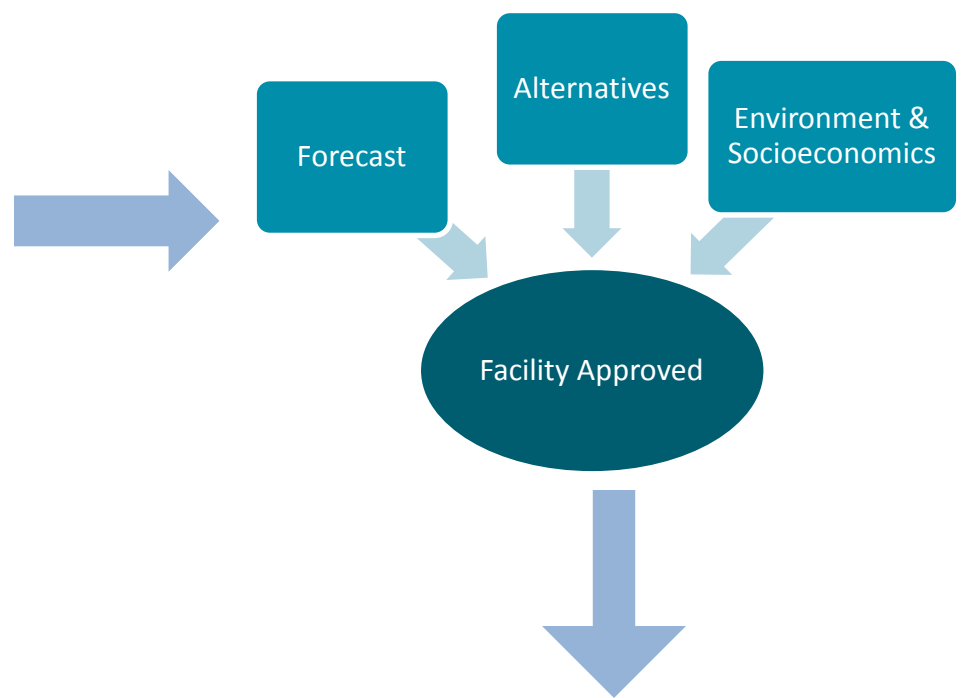 Forecast
Alternatives
Environment &
Socioeconomics
Facility Approved